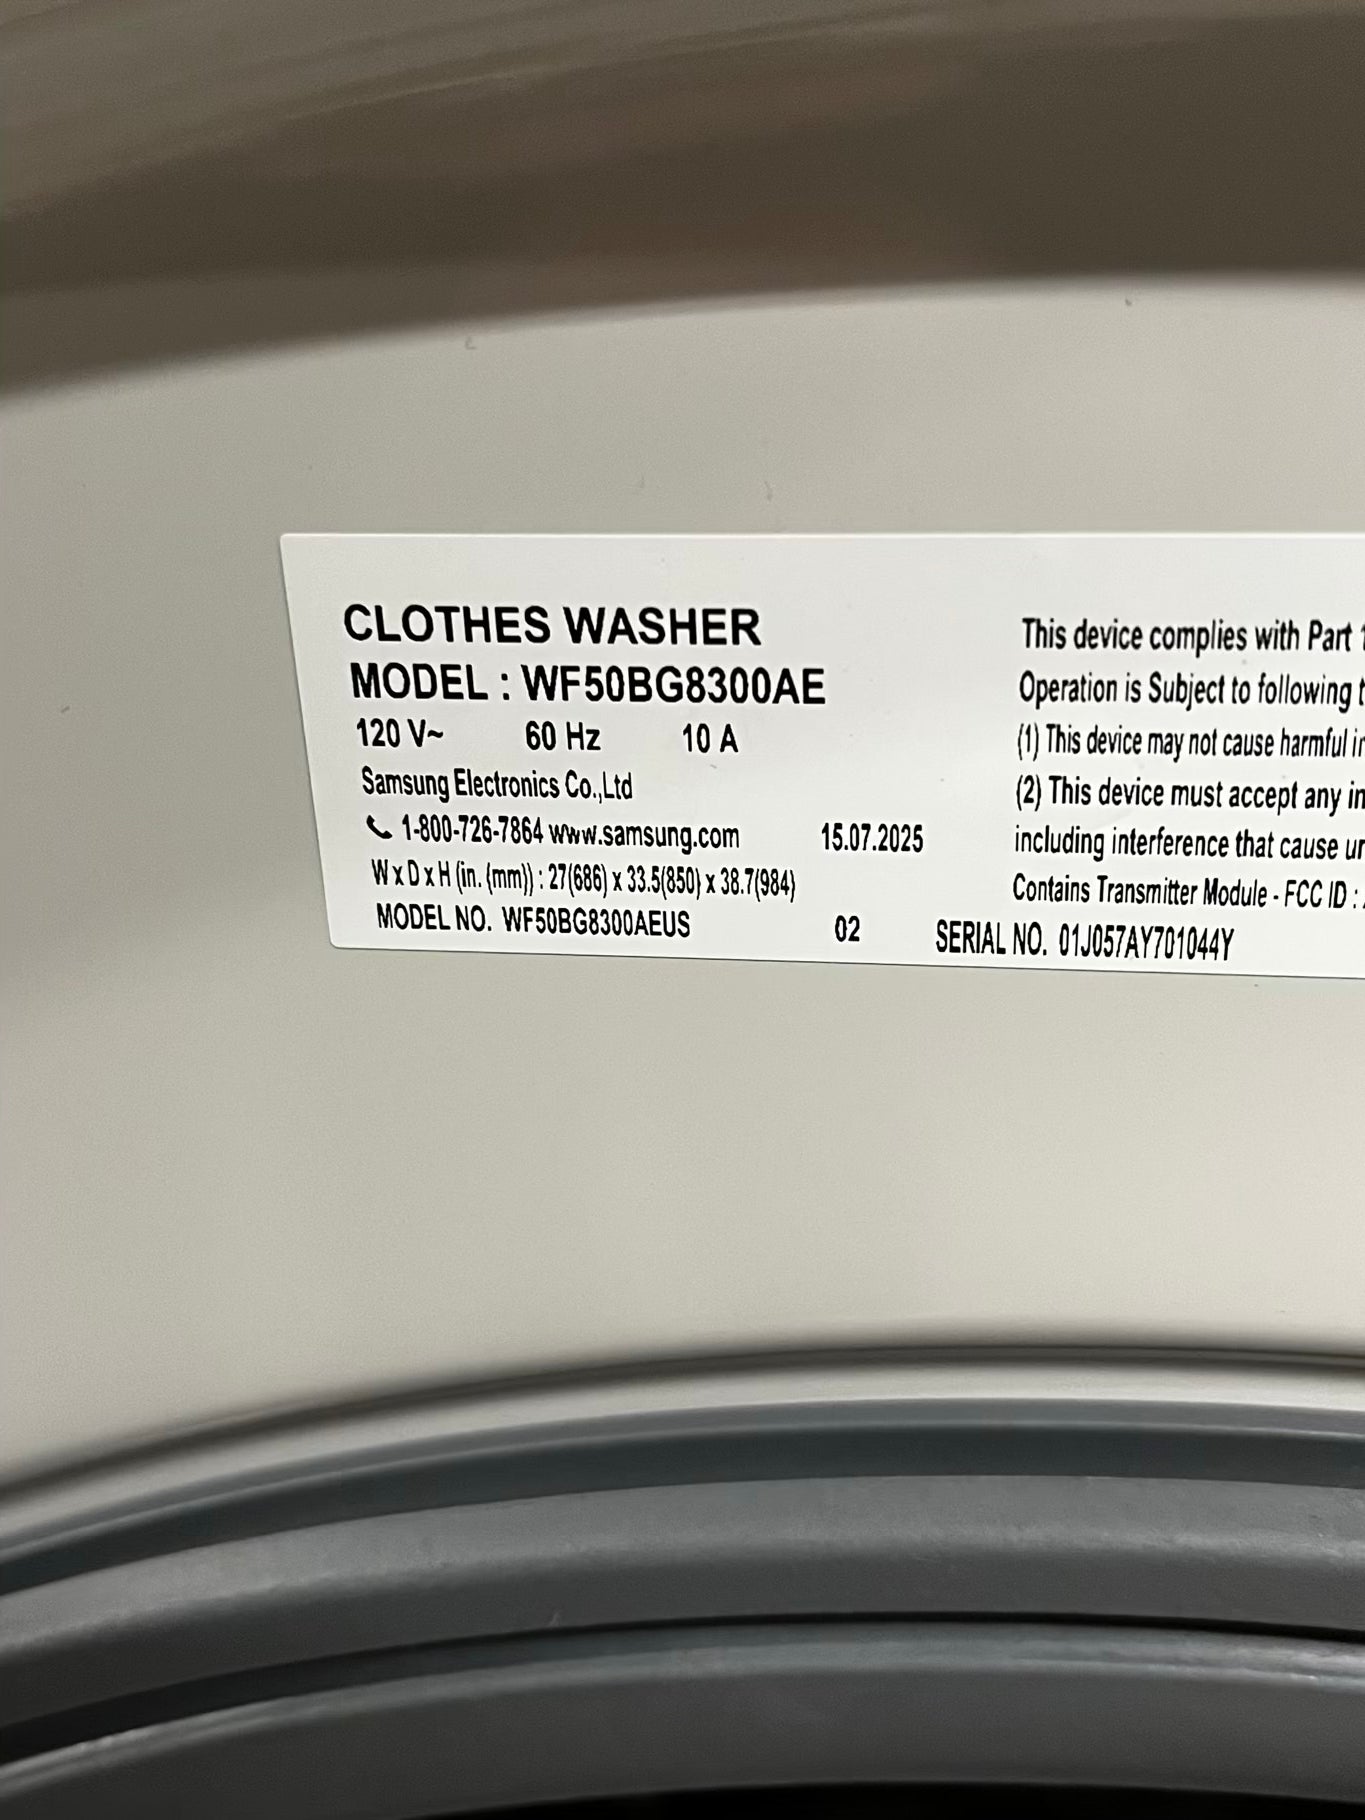 CLOTHES WASHER
MODEL : WF50BG8300AE
120 V~ 60 Hz 10 A
Samsung Electronics Co.,Ltd
1-800-726-7864 www.samsung.com 15.07.2025
W x D x H (in. (mm)) : 27(686) x 33.5(850) x 38.7(984)
MODEL NO. WF50BG8300AEUS 02 SERIAL NO. 01J057AY701044Y
This device complies with Part
Operation is Subject to following
(1) This device may not cause harmful
(2) This device must accept any
including interference that cause
Contains Transmitter Module - FCC ID :